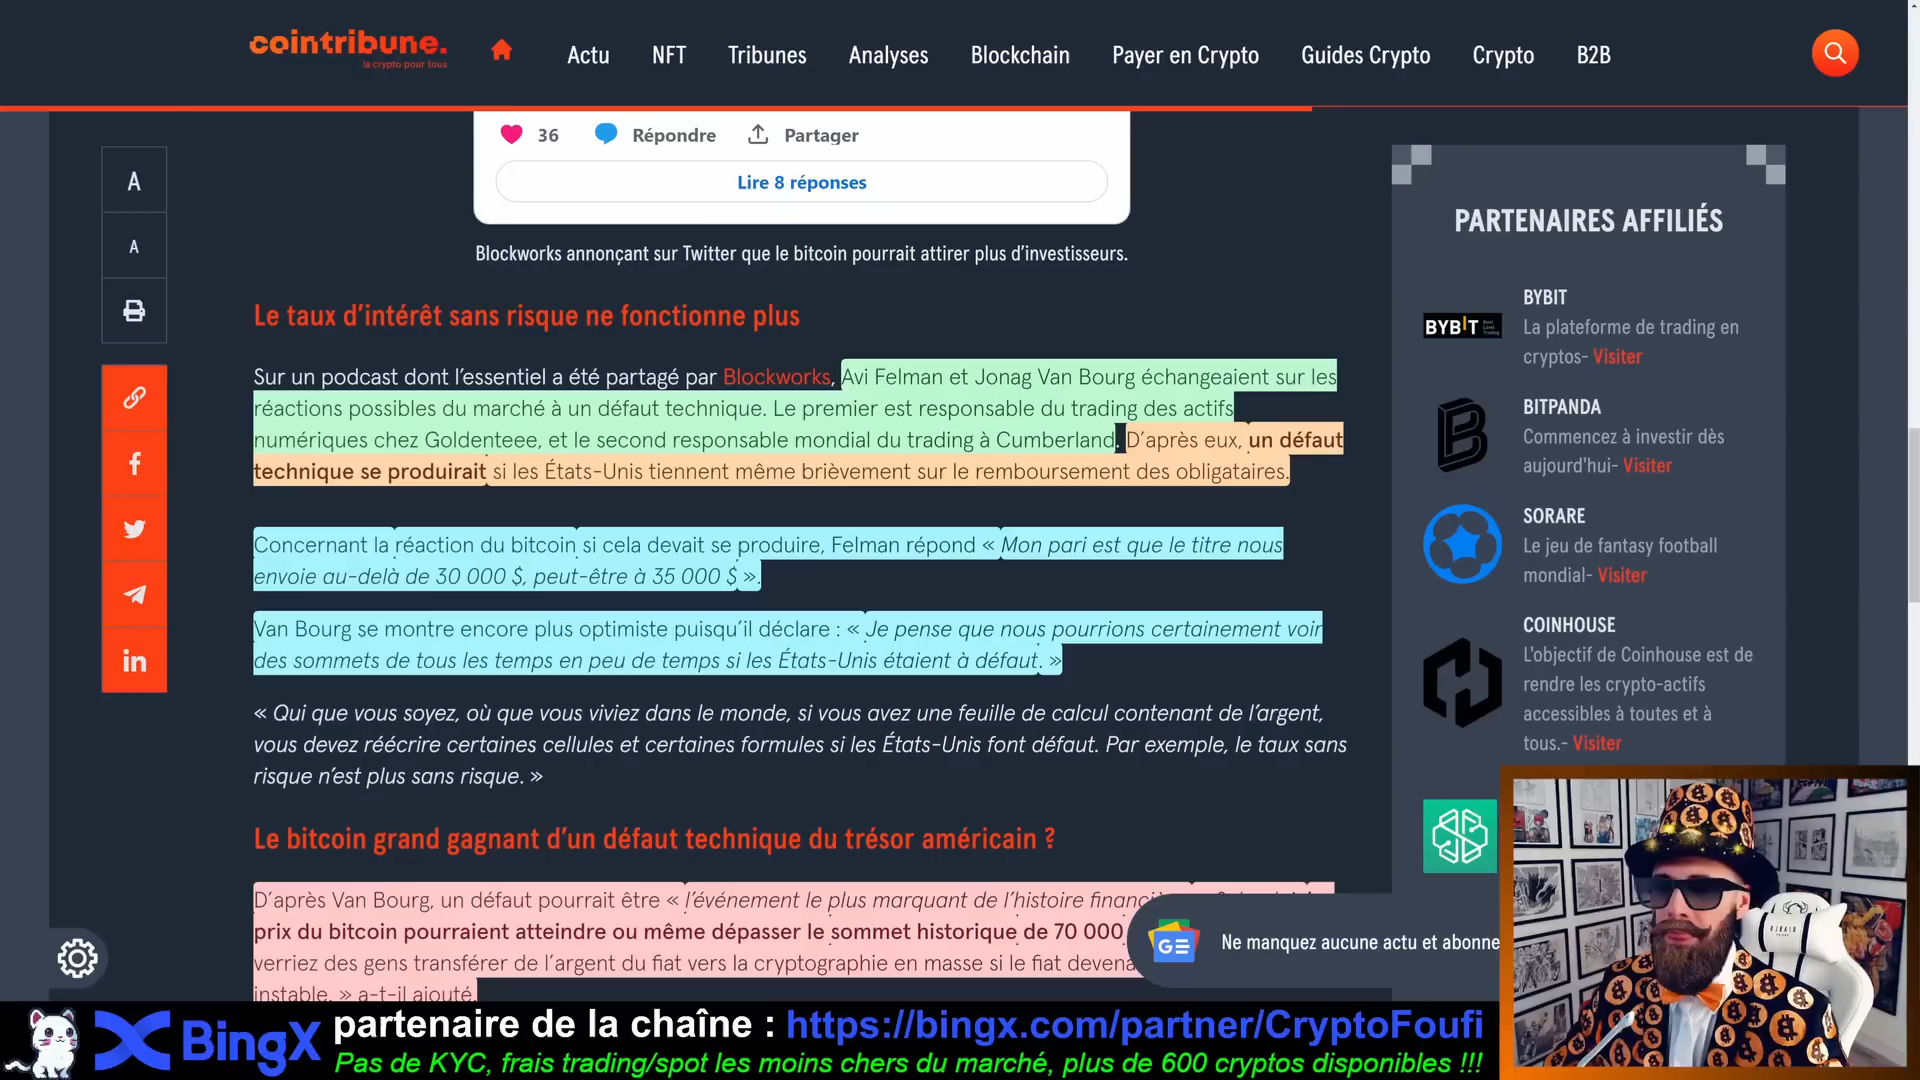 cointribune.
la crypto pour tous
Actu
NFT
Tribunes
Analyses
Blockchain
Payer en Crypto
Guides Crypto
Crypto
B2B
36
Répondre
Partager
Lire 8 réponses
Blockworks annonçant sur Twitter que le bitcoin pourrait attirer plus d’investisseurs.
A
A
Le taux d’intérêt sans risque ne fonctionne plus
Sur un podcast dont l’essentiel a été partagé par Blockworks, Avi Felman et Jonag Van Bourg échangeaient sur les
réactions possibles du marché à un défaut technique. Le premier est responsable du trading des actifs
numériques chez Goldenteee, et le second responsable mondial du trading à Cumberland. D’après eux, un défaut
technique se produirait si les États-Unis tiennent même brièvement sur le remboursement des obligataires.
Concernant la réaction du bitcoin si cela devait se produire, Felman répond « Mon pari est que le titre nous
envoie au-delà de 30 000 $, peut-être à 35 000 $ ».
Van Bourg se montre encore plus optimiste puisqu’il déclare : « Je pense que nous pourrions certainement voir
des sommets de tous les temps en peu de temps si les États-Unis étaient à défaut. »
« Qui que vous soyez, où que vous viviez dans le monde, si vous avez une feuille de calcul contenant de l’argent,
vous devez réécrire certaines cellules et certaines formules si les États-Unis font défaut. Par exemple, le taux sans
risque n’est plus sans risque. »
Le bitcoin grand gagnant d’un défaut technique du trésor américain ?
D’après Van Bourg, un défaut pourrait être « l’événement le plus marquant de l’histoire
prix du bitcoin pourraient atteindre ou même dépasser le sommet historique de 70 000
verriez des gens transférer de l’argent du fiat vers la cryptographie en masse si le fiat
instable. » a-t-il ajouté.
PARTENAIRES AFFILIÉS
BYBIT
BYBIT
La plateforme de trading en
cryptos- Visiter
BITPANDA
Commencez à investir dès
aujourd'hui- Visiter
SORARE
Le jeu de fantasy football
mondial- Visiter
COINHOUSE
L'objectif de Coinhouse est de
rendre les crypto-actifs
accessibles à toutes et à
tous.- Visiter
GE
Ne manquez aucune actu et abonne
BingX
partenaire de la chaîne : https://bingx.com/partner/CryptoFoufi
Pas de KYC, frais trading/spot les moins chers du marché, plus de 600 cryptos disponibles !!!